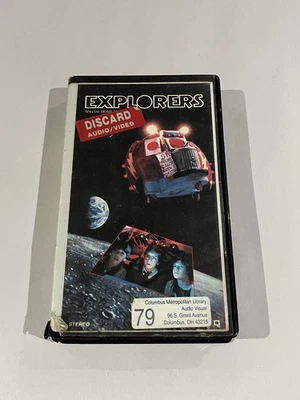 EXPLORERS
DISCARD
AUDIO/VIDEO
Columbus Metropolitan Library
Audio Visual
96 S. Grant Avenue
Columbus, OH 43215
79
STEREO